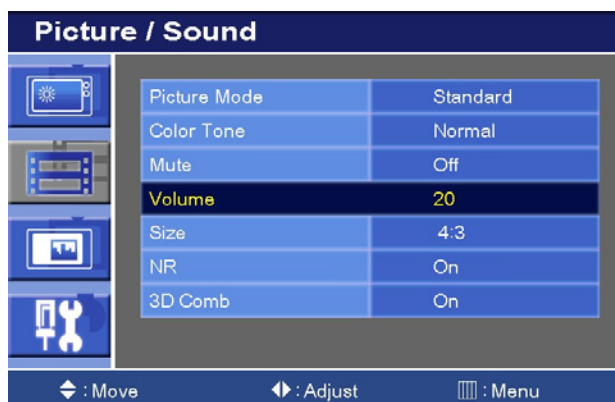 Picture / Sound
Picture Mode Standard
Color Tone Normal
Mute Off
Volume 20
Size 4:3
NR On
3D Comb On
: Move : Adjust : Menu